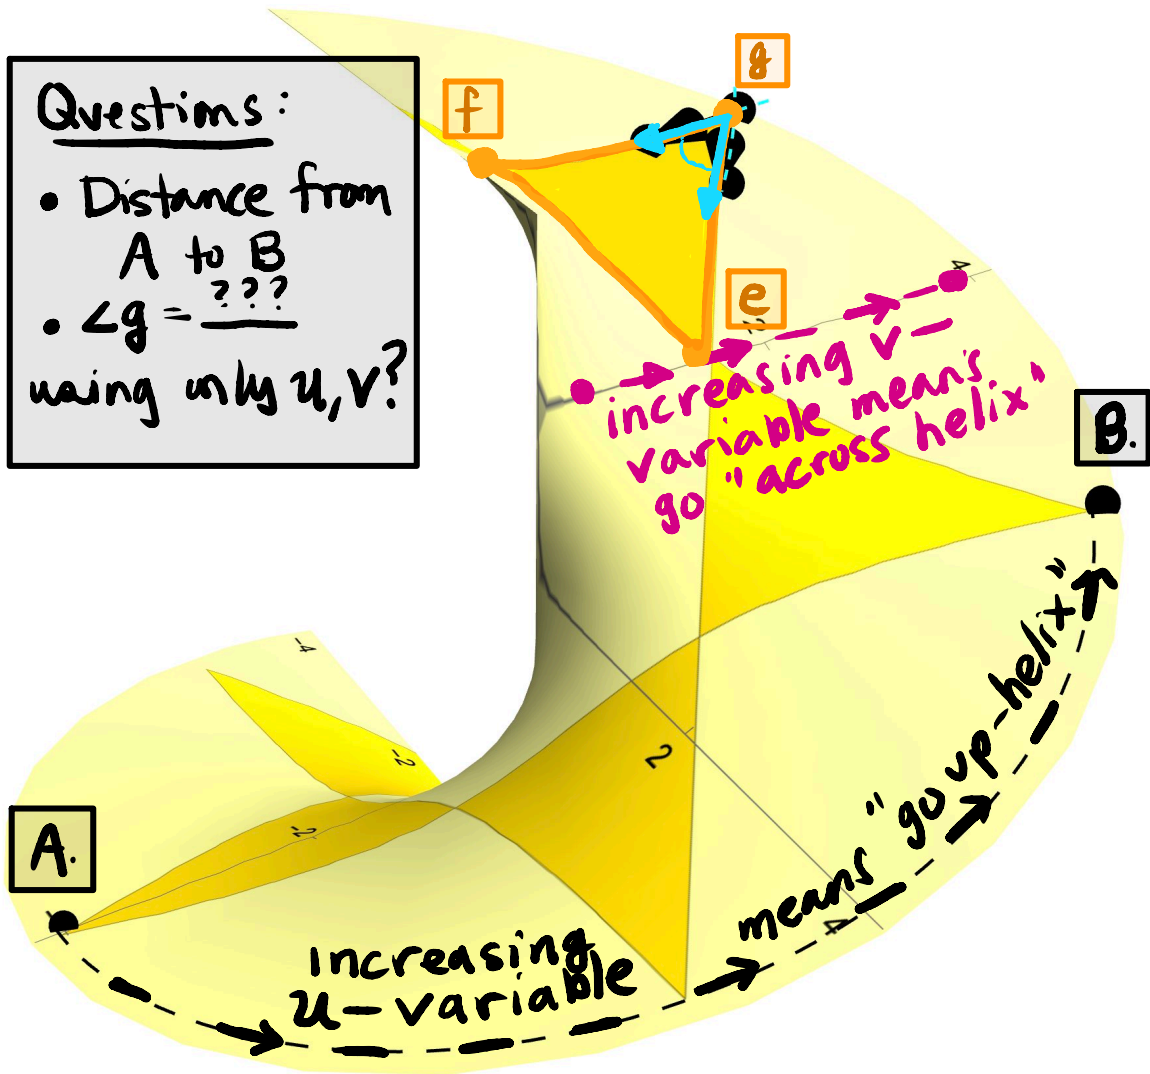 Questions:
• Distance from
A to B
• ∠g = ???
using only u, v?
f
g
e
4
2
increasing v—
variable means
go "across helix"
B.
-4
-2
-2
2
4
A.
increasing
u—variable
means "go up-helix"